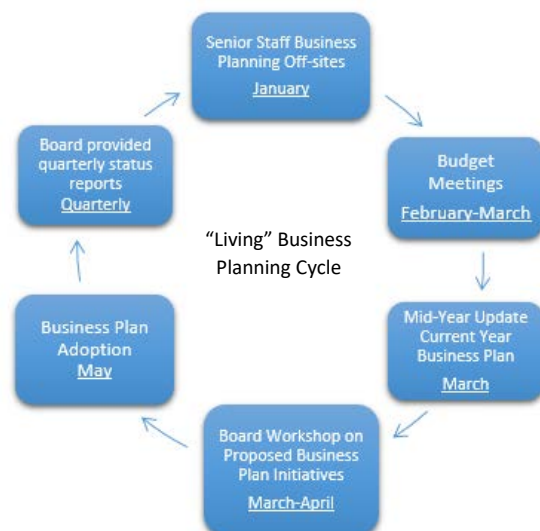 Senior Staff Business
Planning Off-sites
January
Budget
Meetings
February-March
Mid-Year Update
Current Year
Business Plan
March
Board Workshop on
Proposed Business
Plan Initiatives
March-April
Business Plan
Adoption
May
Board provided
quarterly status
reports
Quarterly
“Living” Business
Planning Cycle